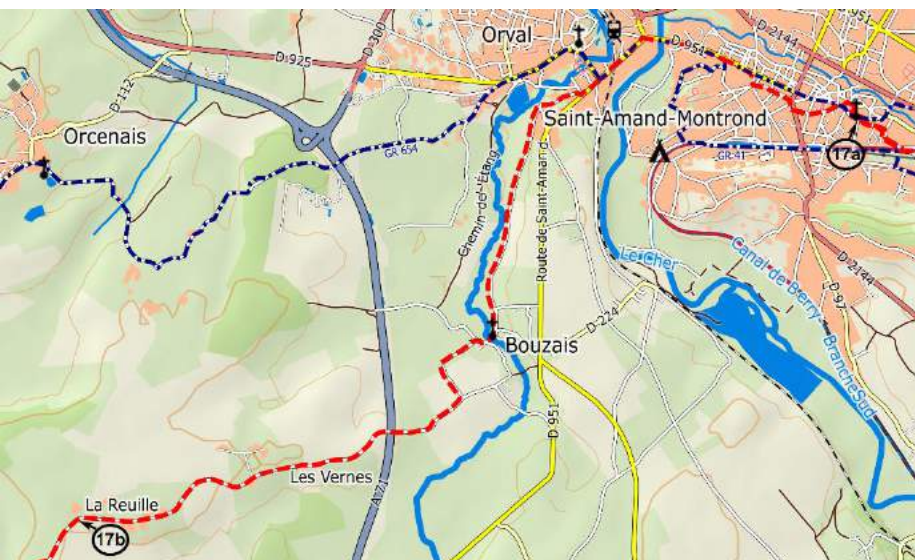 Orval
D 951
D 2144
951
D 925
D 300
D 112
Orcenais
Saint-Amand-Montrond
GR 654
GR 41
17a
Chemin-de-l'Étang
Route-de-Saint-Amand
Le Cher
Canal de Berry - Branche Sud
D 2144
D 97
D-224
Bouzais
D 951
Les Vernes
A 71
La Reuille
17b